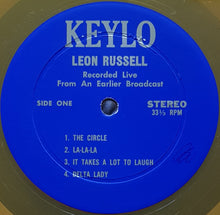 KEYLO
LEON RUSSELL
Recorded Live
From An Earlier Broadcast
SIDE ONE
STEREO
33⅓ RPM
1. THE CIRCLE
2. LA-LA-LA
3. IT TAKES A LOT TO LAUGH
4. DELTA LADY